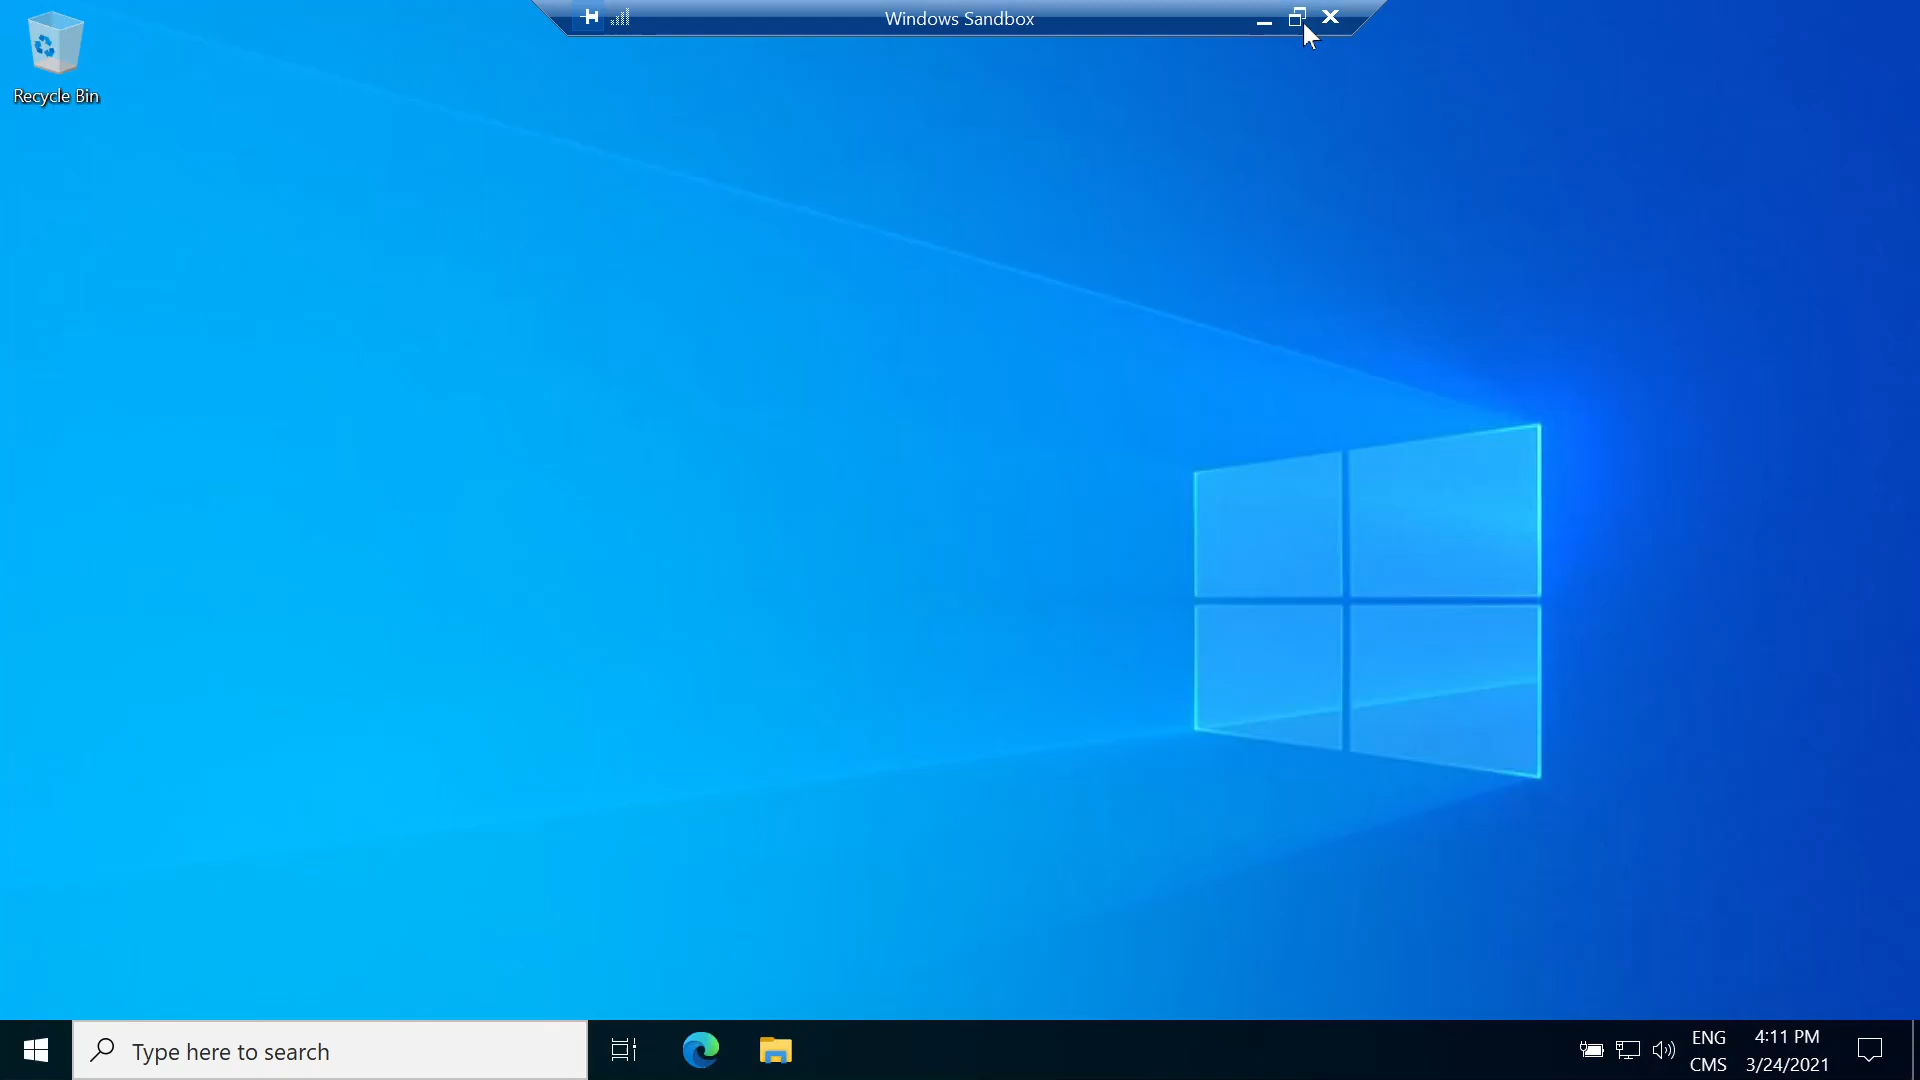 Windows Sandbox
Recycle Bin
Type here to search
ENG
CMS
4:11 PM
3/24/2021